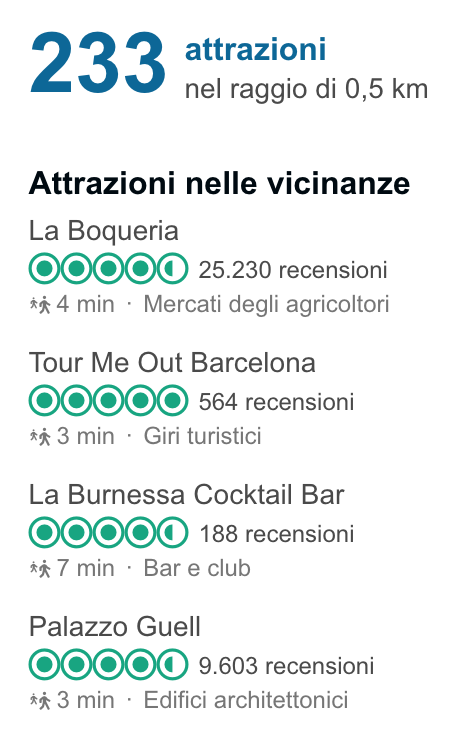 233 attrazioni
nel raggio di 0,5 km
Attrazioni nelle vicinanze
La Boqueria
25.230 recensioni
4 min · Mercati degli agricoltori
Tour Me Out Barcelona
564 recensioni
3 min · Giri turistici
La Burnessa Cocktail Bar
188 recensioni
7 min · Bar e club
Palazzo Guell
9.603 recensioni
3 min · Edifici architettonici